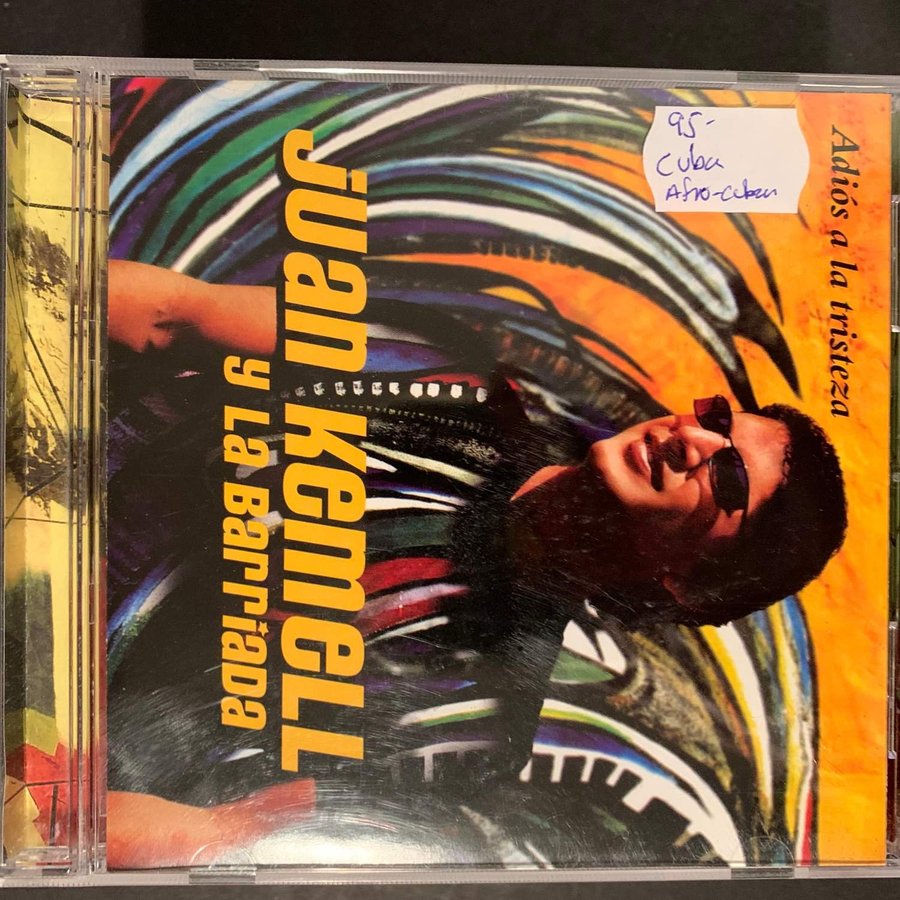 Adiós a la tristeza
Juan Kemell
y La Barriada
95-
Cuba
Afro-Cuban